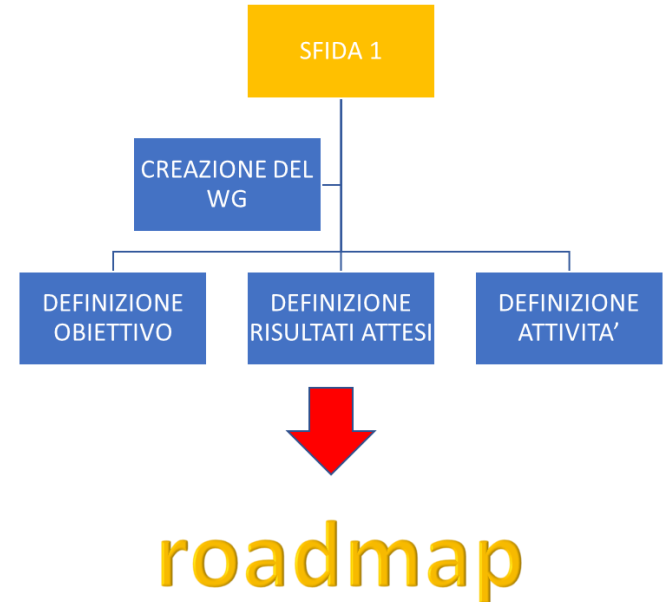 SFIDA 1
CREAZIONE DEL
WG
DEFINIZIONE
OBIETTIVO
DEFINIZIONE
RISULTATI ATTESI
DEFINIZIONE
ATTIVITA’
roadmap